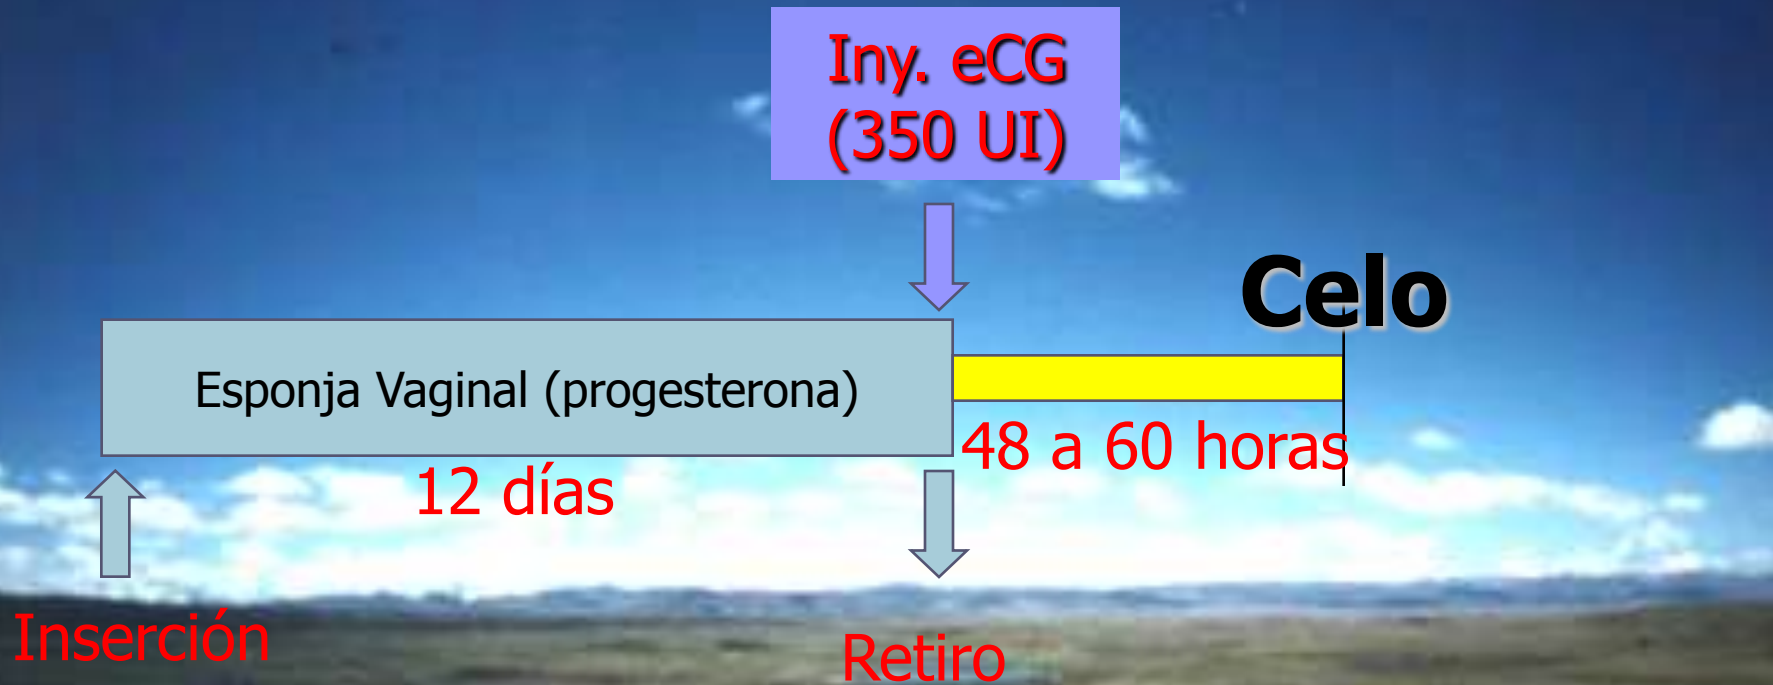 Iny. eCG
(350 UI)
Celo
Esponja Vaginal (progesterona)
48 a 60 horas
12 días
Inserción
Retiro